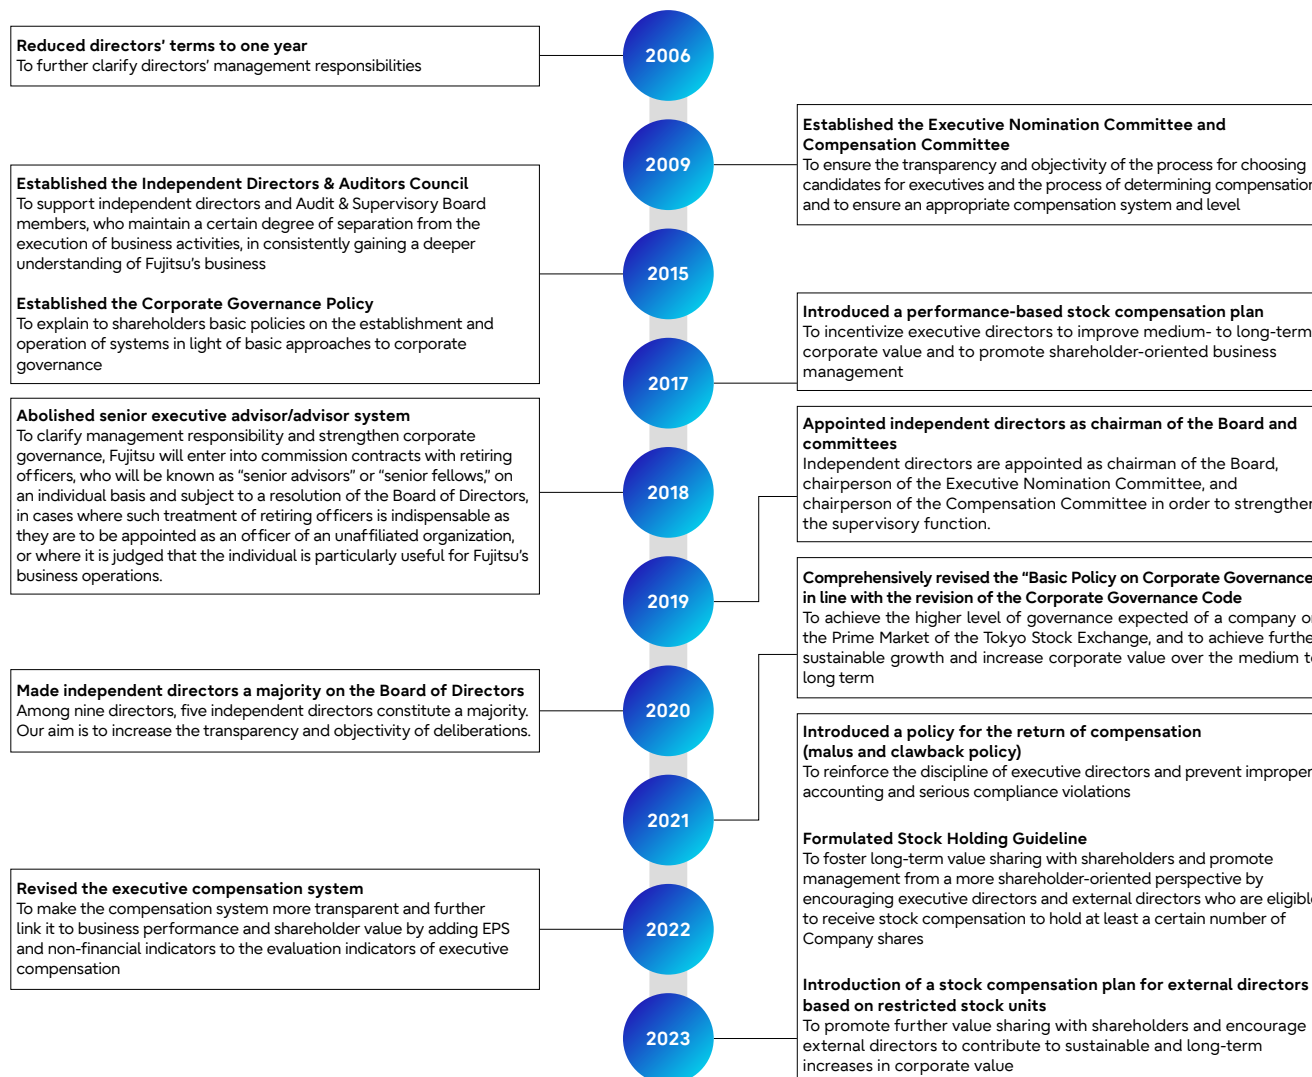 2006
Reduced directors’ terms to one year
To further clarify directors’ management responsibilities
2009
Established the Executive Nomination Committee and
Compensation Committee
To ensure the transparency and objectivity of the process for choosing
candidates for executives and the process of determining compensation
and to ensure an appropriate compensation system and level
2015
Established the Independent Directors & Auditors Council
To support independent directors and Audit & Supervisory Board
members, who maintain a certain degree of separation from the
execution of business activities, in consistently gaining a deeper
understanding of Fujitsu’s business
Established the Corporate Governance Policy
To explain to shareholders basic policies on the establishment and
operation of systems in light of basic approaches to corporate
governance
2017
Introduced a performance-based stock compensation plan
To incentivize executive directors to improve medium- to long-term
corporate value and to promote shareholder-oriented business
management
2018
Abolished senior executive advisor/advisor system
To clarify management responsibility and strengthen corporate
governance, Fujitsu will enter into commission contracts with retiring
officers, who will be known as “senior advisors” or “senior fellows,” on
an individual basis and subject to a resolution of the Board of Directors,
in cases where such treatment of retiring officers is indispensable as
they are to be appointed as an officer of an unaffiliated organization,
or where it is judged that the individual is particularly useful for Fujitsu’s
business operations.
2019
Appointed independent directors as chairman of the Board and
committees
Independent directors are appointed as chairman of the Board,
chairperson of the Executive Nomination Committee, and
chairperson of the Compensation Committee in order to strengthen
the supervisory function.
2020
Made independent directors a majority on the Board of Directors
Among nine directors, five independent directors constitute a majority.
Our aim is to increase the transparency and objectivity of deliberations.
2021
Comprehensively revised the “Basic Policy on Corporate Governance
in line with the revision of the Corporate Governance Code
To achieve the higher level of governance expected of a company
the Prime Market of the Tokyo Stock Exchange, and to achieve
sustainable growth and increase corporate value over the medium
long term
2022
Revised the executive compensation system
To make the compensation system more transparent and further
link it to business performance and shareholder value by adding EPS
and non-financial indicators to the evaluation indicators of executive
compensation
2023
Introduced a policy for the return of compensation
(malus and clawback policy)
To reinforce the discipline of executive directors and prevent improper
accounting and serious compliance violations
Formulated Stock Holding Guideline
To foster long-term value sharing with shareholders and promote
management from a more shareholder-oriented perspective by
encouraging executive directors and external directors who are eligible
to receive stock compensation to hold at least a certain number of
Company shares
Introduction of a stock compensation plan for external directors
based on restricted stock units
To promote further value sharing with shareholders and encourage
external directors to contribute to sustainable and long-term
increases in corporate value